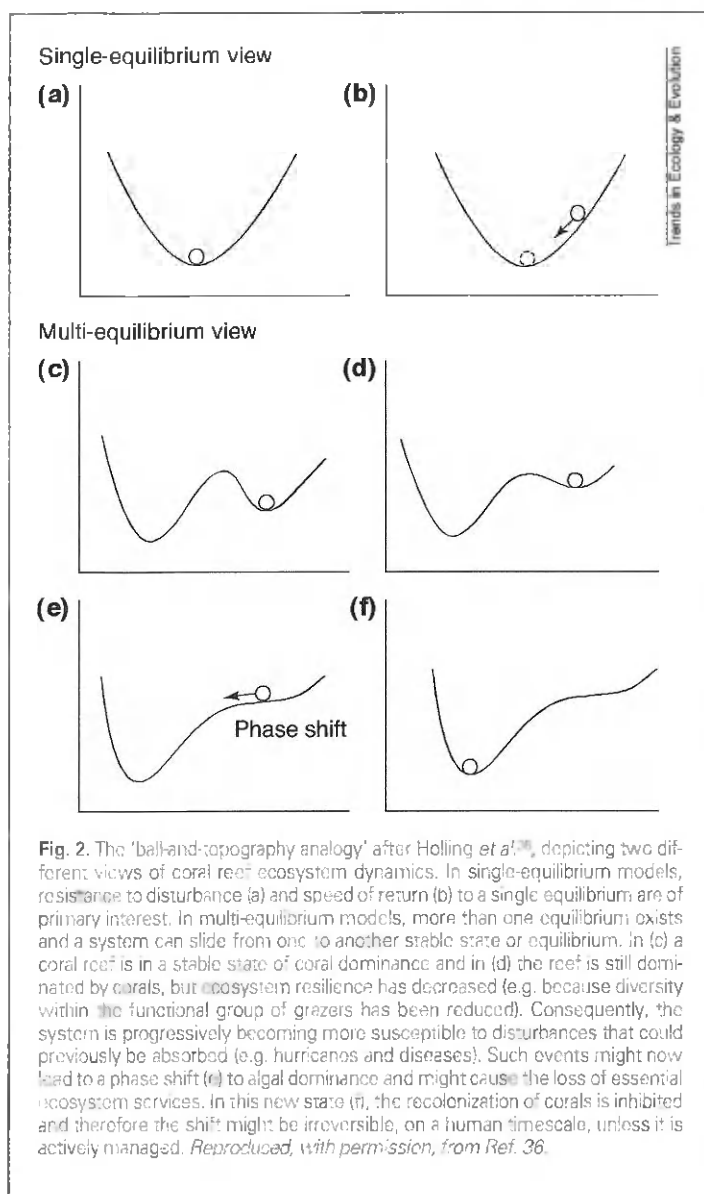 Single-equilibrium view
(a)
(b)
Trends in Ecology & Evolution
Multi-equilibrium view
(c)
(d)
(e)
(f)
Phase shift
Fig. 2. The 'ball-and-topography analogy' after Holling et al.36, depicting two dif-
ferent views of coral reef ecosystem dynamics. In single-equilibrium models,
resistance to disturbance (a) and speed of return (b) to a single equilibrium are of
primary interest. In multi-equilibrium models, more than one equilibrium exists
and a system can slide from one to another stable state or equilibrium. In (c) a
coral reef is in a stable state of coral dominance and in (d) the reef is still domi-
nated by corals, but ecosystem resilience has decreased (e.g. because diversity
within the functional group of grazers has been reduced). Consequently, the
system is progressively becoming more susceptible to disturbances that could
previously be absorbed (e.g. hurricanes and diseases). Such events might now
lead to a phase shift (e) to algal dominance and might cause the loss of essential
ecosystem services. In this new state (f), the recolonization of corals is inhibited
and therefore the shift might be irreversible, on a human timescale, unless it is
actively managed. Reproduced, with permission, from Ref. 36.